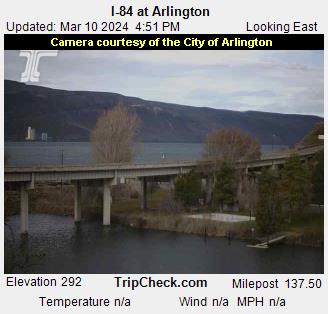 I-84 at Arlington
Updated: Mar 10 2024 4:51 PM Looking East
Camera courtesy of the City of Arlington
Elevation 292 TripCheck.com Milepost 137.50
Temperature n/a Wind n/a MPH n/a